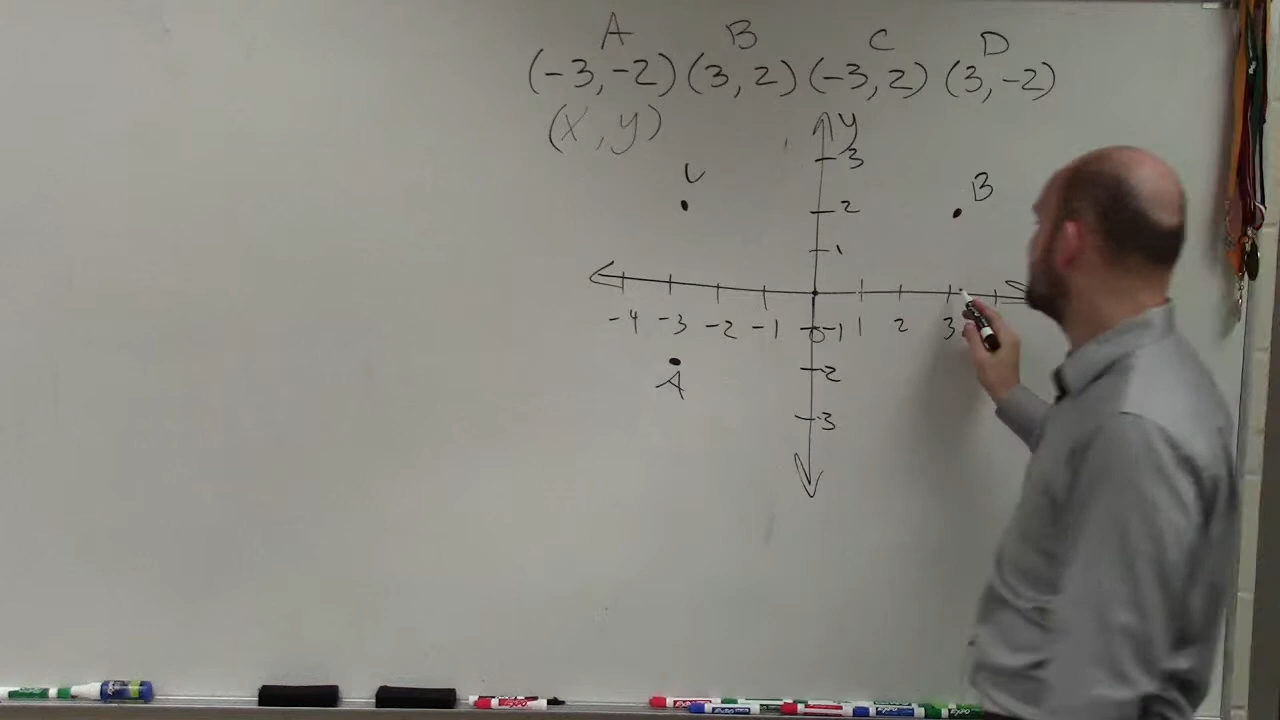 A B C D
(-3,-2) (3,2) (-3,2) (3,-2)
(x,y)
y
3
C
B
2
1
-4 -3 -2 -1 0 -1 1 2 3
-2
A
-3
EXPO